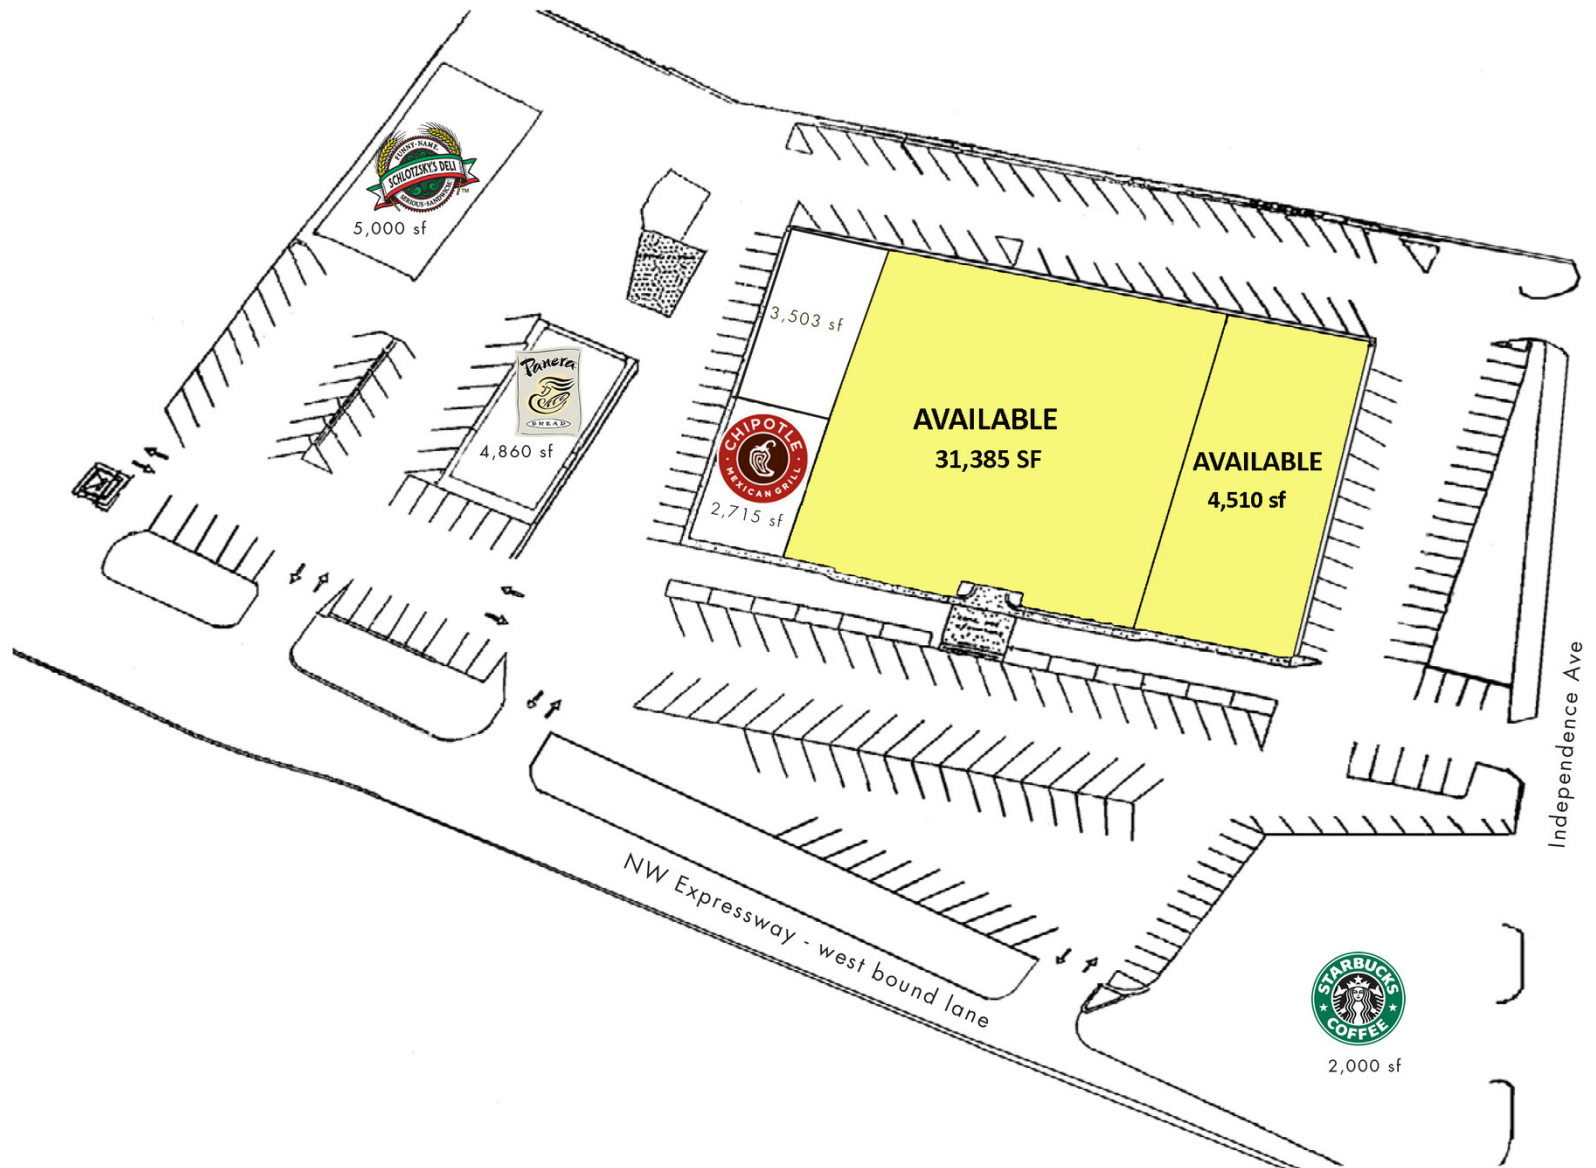 FUNNY-NAME.
SCHLOTZSKY'S DELI
SERIOUS-SANDWICH.
TM
5,000 sf
3,503 sf
Panera
BREAD
4,860 sf
CHIPOTLE
MEXICAN GRILL
2,715 sf
AVAILABLE
31,385 SF
AVAILABLE
4,510 sf
Independence Ave
NW Expressway - west bound lane
STARBUCKS
COFFEE
2,000 sf